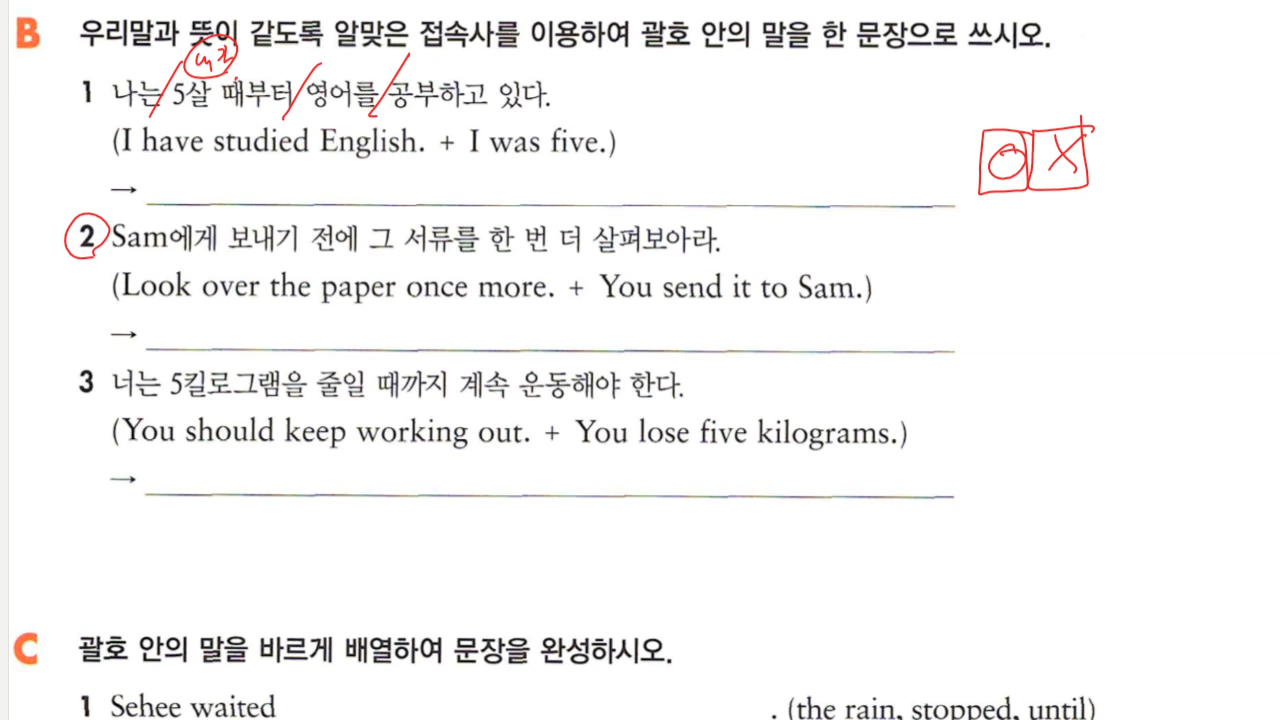 B 우리말과 뜻이 같도록 알맞은 접속사를 이용하여 괄호 안의 말을 한 문장으로 쓰시오.
1 나는 5살 때부터 영어를 공부하고 있다.
(I have studied English. + I was five.)
→
2 Sam에게 보내기 전에 그 서류를 한 번 더 살펴보아라.
(Look over the paper once more. + You send it to Sam.)
→
3 너는 5킬로그램을 줄일 때까지 계속 운동해야 한다.
(You should keep working out. + You lose five kilograms.)
→
C 괄호 안의 말을 바르게 배열하여 문장을 완성하시오.
1 Sehee waited . (the rain, stopped, until)